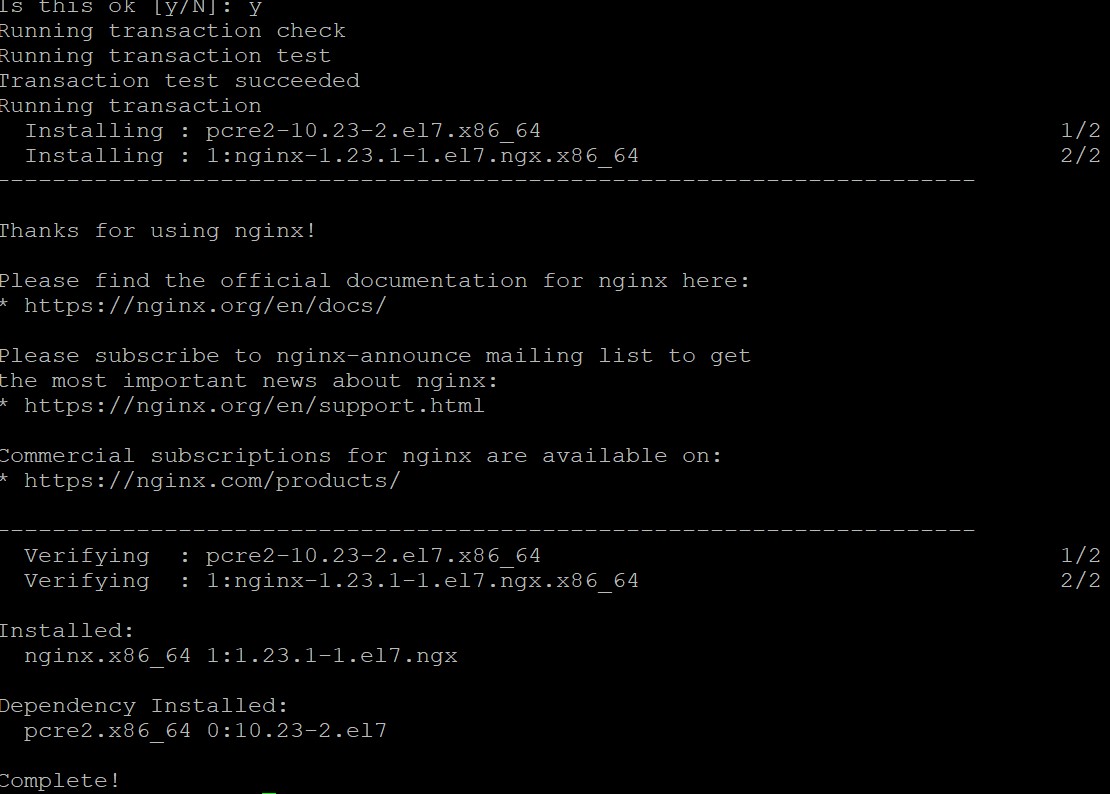 Is this ok [y/N]: y
Running transaction check
Running transaction test
Transaction test succeeded
Running transaction
  Installing : pcre2-10.23-2.el7.x86_64 1/2
  Installing : 1:nginx-1.23.1-1.el7.ngx.x86_64 2/2
----------------------------------------------------------------------
Thanks for using nginx!
Please find the official documentation for nginx here:
* https://nginx.org/en/docs/
Please subscribe to nginx-announce mailing list to get
the most important news about nginx:
* https://nginx.org/en/support.html
Commercial subscriptions for nginx are available on:
* https://nginx.com/products/
----------------------------------------------------------------------
  Verifying  : pcre2-10.23-2.el7.x86_64 1/2
  Verifying  : 1:nginx-1.23.1-1.el7.ngx.x86_64 2/2
Installed:
  nginx.x86_64 1:1.23.1-1.el7.ngx
Dependency Installed:
  pcre2.x86_64 0:10.23-2.el7
Complete!